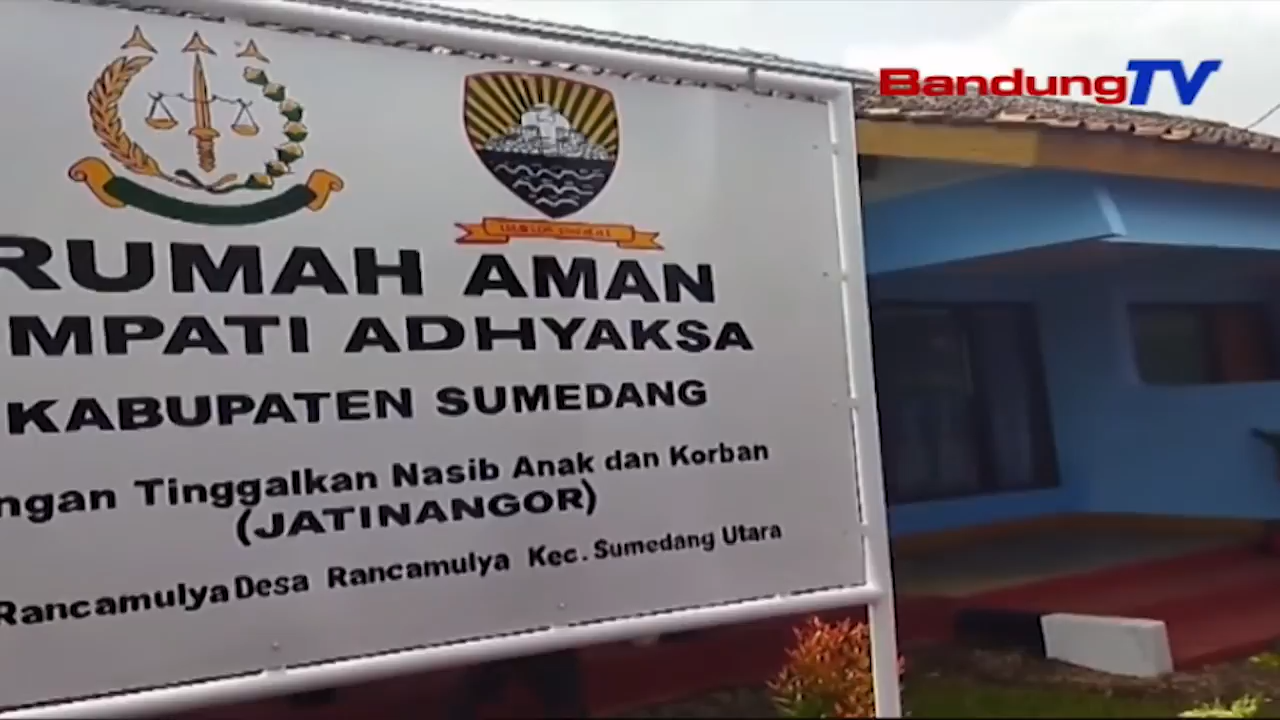 BandungTV
RUMAH AMAN
MPATI ADHYAKSA
KABUPATEN SUMEDANG
ngan Tinggalkan Nasib Anak dan Korban
(JATINANGOR)
Rancamulya Desa Rancamulya Kec. Sumedang Utara